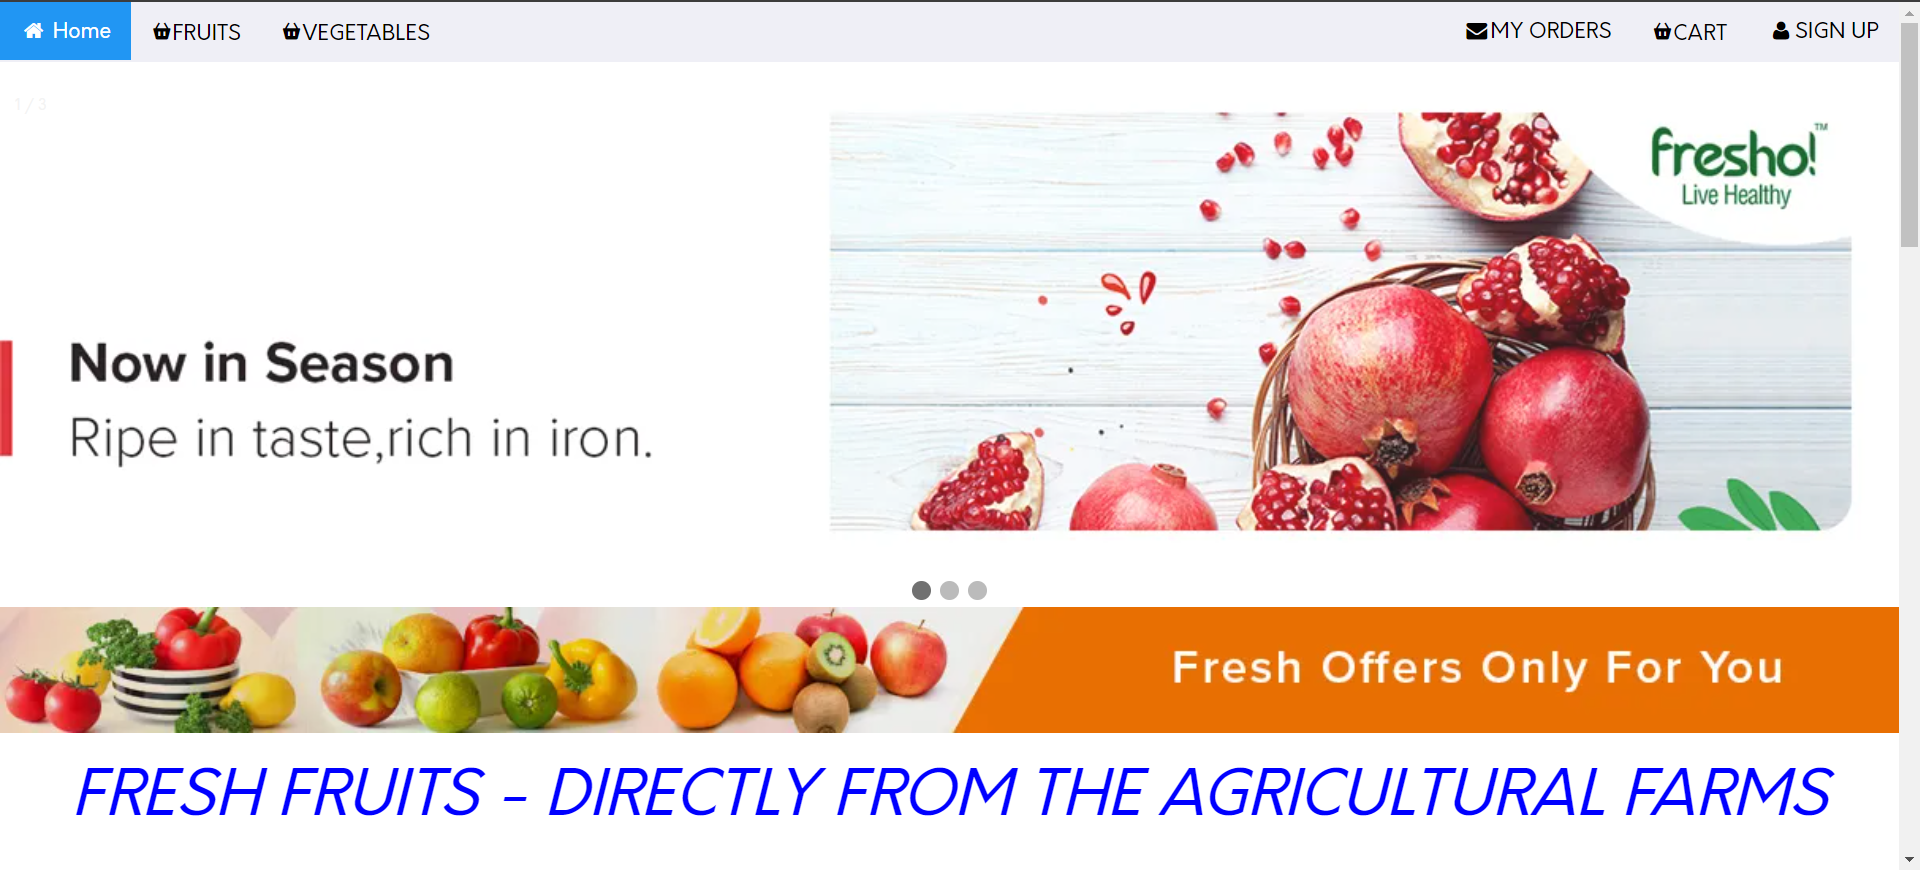 Home FRUITS VEGETABLES MY ORDERS CART SIGN UP
1 / 3
fresho!™
Live Healthy
Now in Season
Ripe in taste,rich in iron.
Fresh Offers Only For You
FRESH FRUITS - DIRECTLY FROM THE AGRICULTURAL FARMS